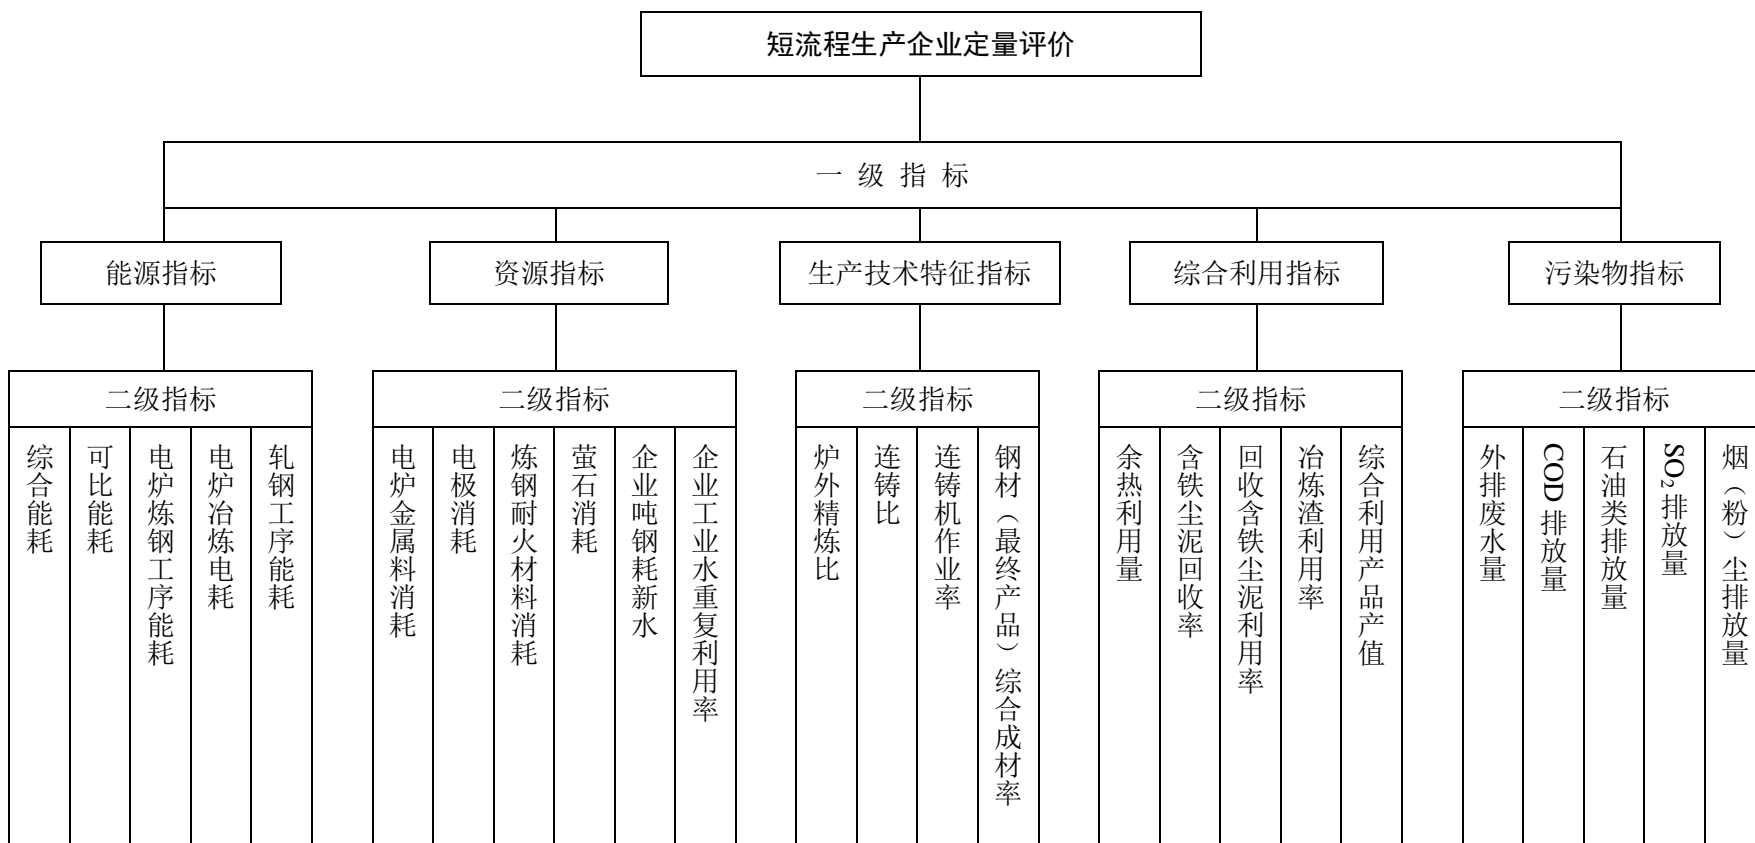 短流程生产企业定量评价
一 级 指 标
能源指标
资源指标
生产技术特征指标
综合利用指标
污染物指标
二级指标
二级指标
二级指标
二级指标
二级指标
综合能耗
可比能耗
电炉炼钢工序能耗
电炉冶炼电耗
轧钢工序能耗
电炉金属料消耗
电极消耗
炼钢耐火材料消耗
萤石消耗
企业吨钢耗新水
企业工业水重复利用率
炉外精炼比
连铸比
连铸机作业率
钢材（最终产品）综合成材率
余热利用量
含铁尘泥回收率
回收含铁尘泥利用率
冶炼渣利用率
综合利用产品产值
外排废水量
COD 排放量
石油类排放量
SO₂ 排放量
烟（粉）尘排放量